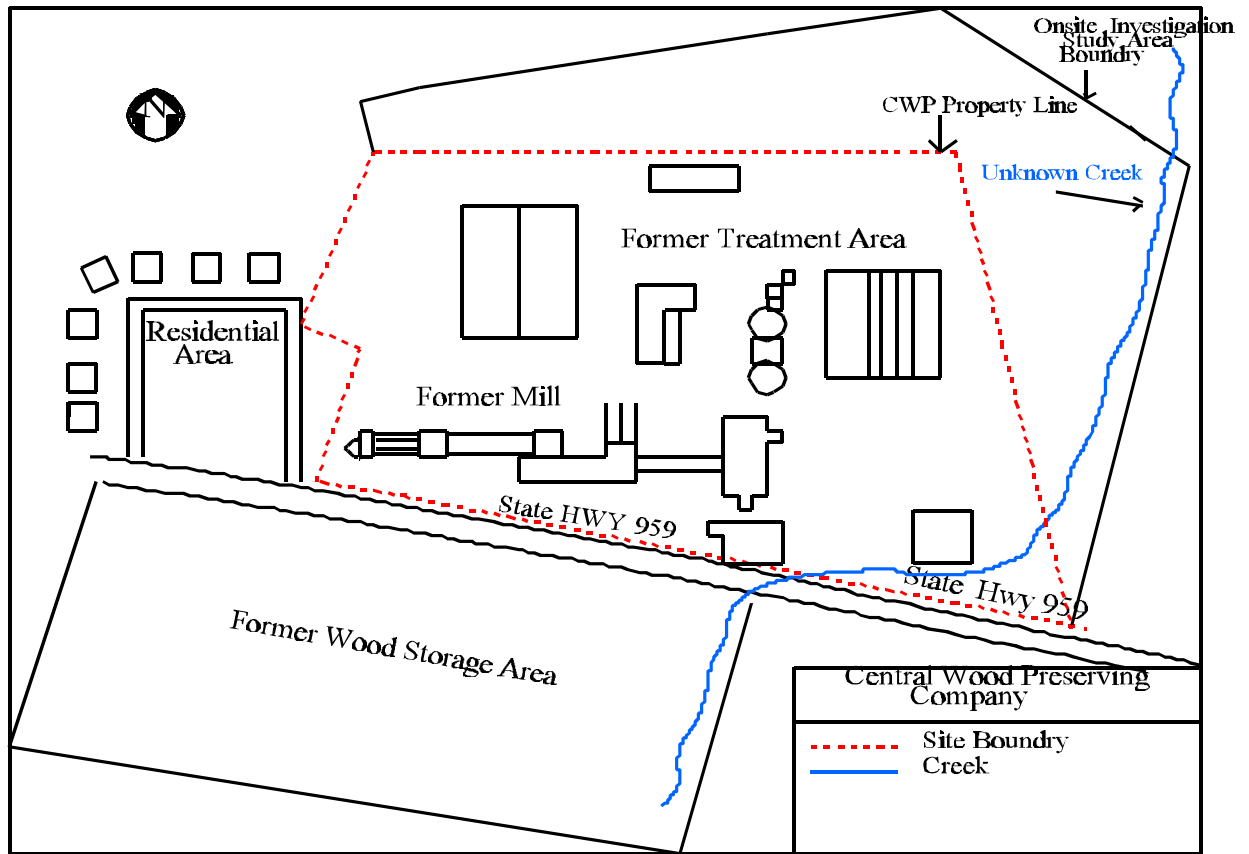 Onsite Investigation
Study Area
Boundry
N
CWP Property Line
Unknown Creek
Former Treatment Area
Residential
Area
Former Mill
State HWY 959
State Hwy 959
Former Wood Storage Area
Central Wood Preserving
Company
Site Boundry
Creek